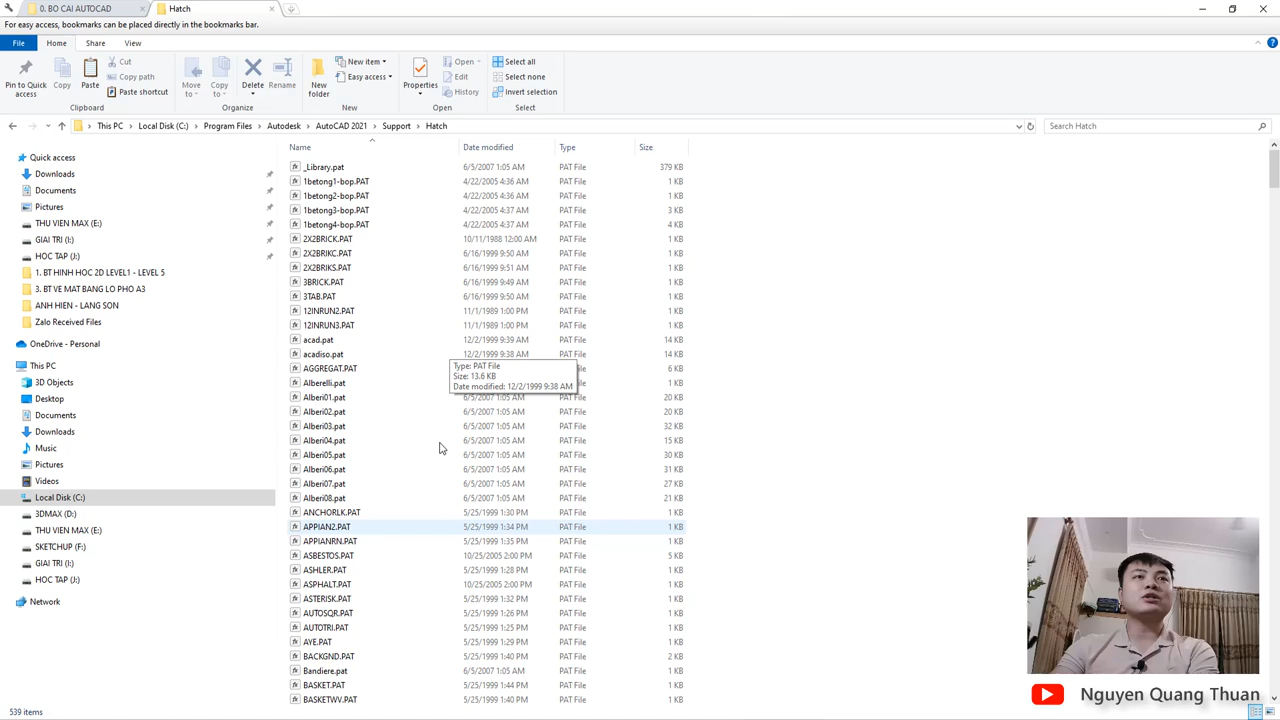 0. BO CAI AUTOCAD
Hatch
For easy access, bookmarks can be placed directly in the bookmarks bar.
File Home Share View
Pin to Quick access
Copy
Paste
Cut
Copy path
Paste shortcut
Clipboard
Move to
Copy to
Delete
Rename
Organize
New folder
New item
Easy access
New
Properties
Open
Edit
History
Open
Select all
Select none
Invert selection
Select
This PC > Local Disk (C:) > Program Files > Autodesk > AutoCAD 2021 > Support > Hatch
Search Hatch
Quick access
Downloads
Documents
Pictures
THU VIEN MAX (E:)
GIAI TRI (I:)
HOC TAP (J:)
1. BT HINH HOC 2D LEVEL1 - LEVEL 5
3. BT VE MAT BANG LO PHO A3
ANH HIEN - LANG SON
Zalo Received Files
OneDrive - Personal
This PC
3D Objects
Desktop
Documents
Downloads
Music
Pictures
Videos
Local Disk (C:)
3DMAX (D:)
THU VIEN MAX (E:)
SKETCHUP (F:)
GIAI TRI (I:)
HOC TAP (J:)
Network
Name Date modified Type Size
_Library.pat 6/5/2007 1:05 AM PAT File 379 KB
1betong1-bop.PAT 4/22/2005 4:36 AM PAT File 1 KB
1betong2-bop.PAT 4/22/2005 4:36 AM PAT File 1 KB
1betong3-bop.PAT 4/22/2005 4:37 AM PAT File 3 KB
1betong4-bop.PAT 4/22/2005 4:37 AM PAT File 4 KB
2X2BRICK.PAT 10/11/1988 12:00 AM PAT File 1 KB
2X2BRIKC.PAT 6/16/1999 9:50 AM PAT File 1 KB
2X2BRIKS.PAT 6/16/1999 9:51 AM PAT File 1 KB
3BRICK.PAT 6/16/1999 9:49 AM PAT File 1 KB
3TAB.PAT 6/16/1999 9:50 AM PAT File 1 KB
12INRUN2.PAT 11/1/1989 1:00 PM PAT File 1 KB
12INRUN3.PAT 11/1/1989 1:00 PM PAT File 1 KB
acad.pat 12/2/1999 9:39 AM PAT File 14 KB
acadiso.pat 12/2/1999 9:38 AM PAT File 14 KB
AGGREGAT.PAT PAT File 6 KB
Alberelli.pat PAT File 1 KB
Type: PAT File
Size: 13.6 KB
Date modified: 12/2/1999 9:38 AM
Alberi01.pat 6/5/2007 1:05 AM PAT File 20 KB
Alberi02.pat 6/5/2007 1:05 AM PAT File 20 KB
Alberi03.pat 6/5/2007 1:05 AM PAT File 32 KB
Alberi04.pat 6/5/2007 1:05 AM PAT File 15 KB
Alberi05.pat 6/5/2007 1:05 AM PAT File 30 KB
Alberi06.pat 6/5/2007 1:05 AM PAT File 31 KB
Alberi07.pat 6/5/2007 1:05 AM PAT File 27 KB
Alberi08.pat 6/5/2007 1:05 AM PAT File 21 KB
ANCHORLK.PAT 5/25/1999 1:30 PM PAT File 1 KB
APPIAN2.PAT 5/25/1999 1:34 PM PAT File 1 KB
APPIANRN.PAT 5/25/1999 1:35 PM PAT File 1 KB
ASBESTOS.PAT 10/25/2005 2:00 PM PAT File 5 KB
ASHLER.PAT 5/25/1999 1:28 PM PAT File 1 KB
ASPHALT.PAT 10/25/2005 2:00 PM PAT File 1 KB
ASTERISK.PAT 5/25/1999 1:32 PM PAT File 1 KB
AUTOSQR.PAT 5/25/1999 1:26 PM PAT File 1 KB
AUTOTRI.PAT 5/25/1999 1:27 PM PAT File 1 KB
AYE.PAT 5/25/1999 1:29 PM PAT File 1 KB
BACKGND.PAT 5/25/1999 1:40 PM PAT File 2 KB
Bandiere.pat 6/5/2007 1:05 AM PAT File 1 KB
BASKET.PAT 5/25/1999 1:44 PM PAT File 1 KB
BASKETWV.PAT 5/25/1999 1:40 PM PAT File 1 KB
539 items
Nguyen Quang Thuan